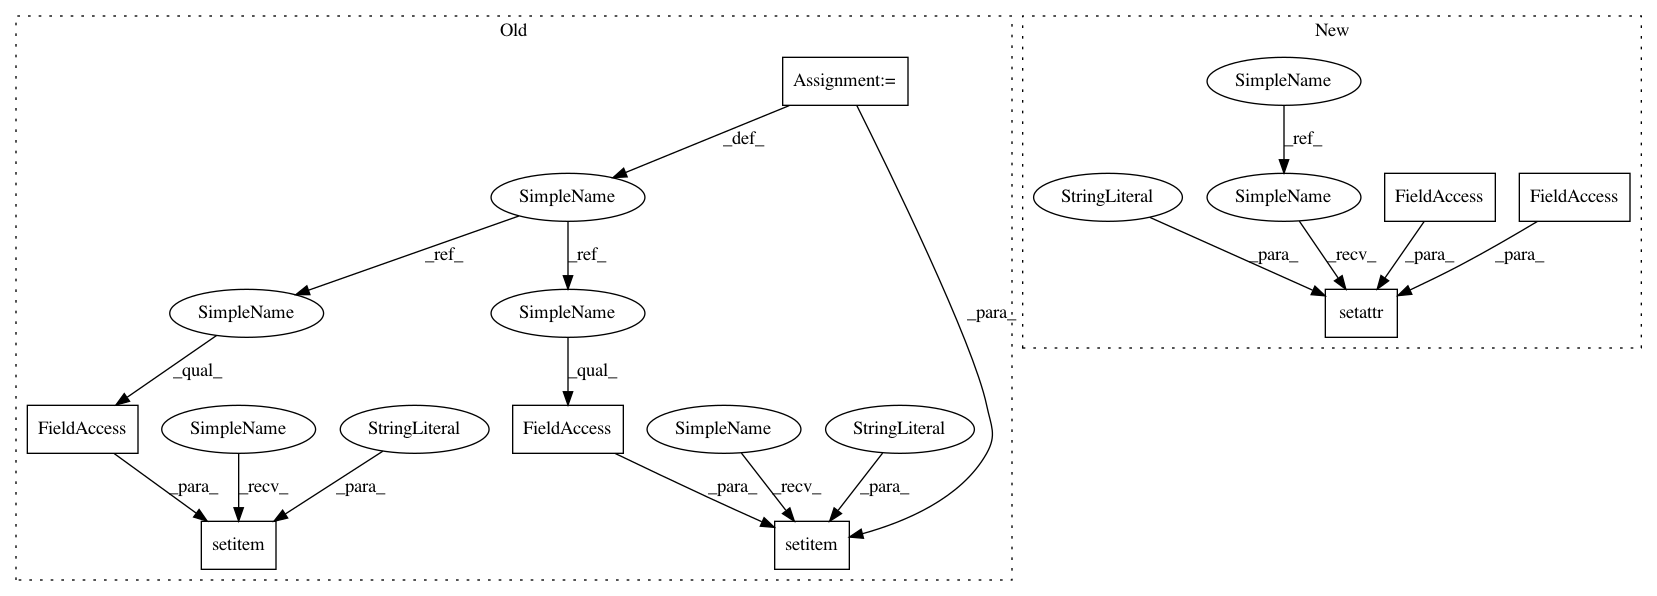 Old
New
Assignment:=
SimpleName
_def_
_ref_
SimpleName
StringLiteral
SimpleName
FieldAccess
FieldAccess
_ref_
_ref_
_para_
_recv_
_para_
_para_
SimpleName
SimpleName
_para_
setattr
_qual_
_qual_
FieldAccess
SimpleName
StringLiteral
FieldAccess
SimpleName
StringLiteral
_para_
_recv_
_para_
_para_
_recv_
_para_
setitem
setitem